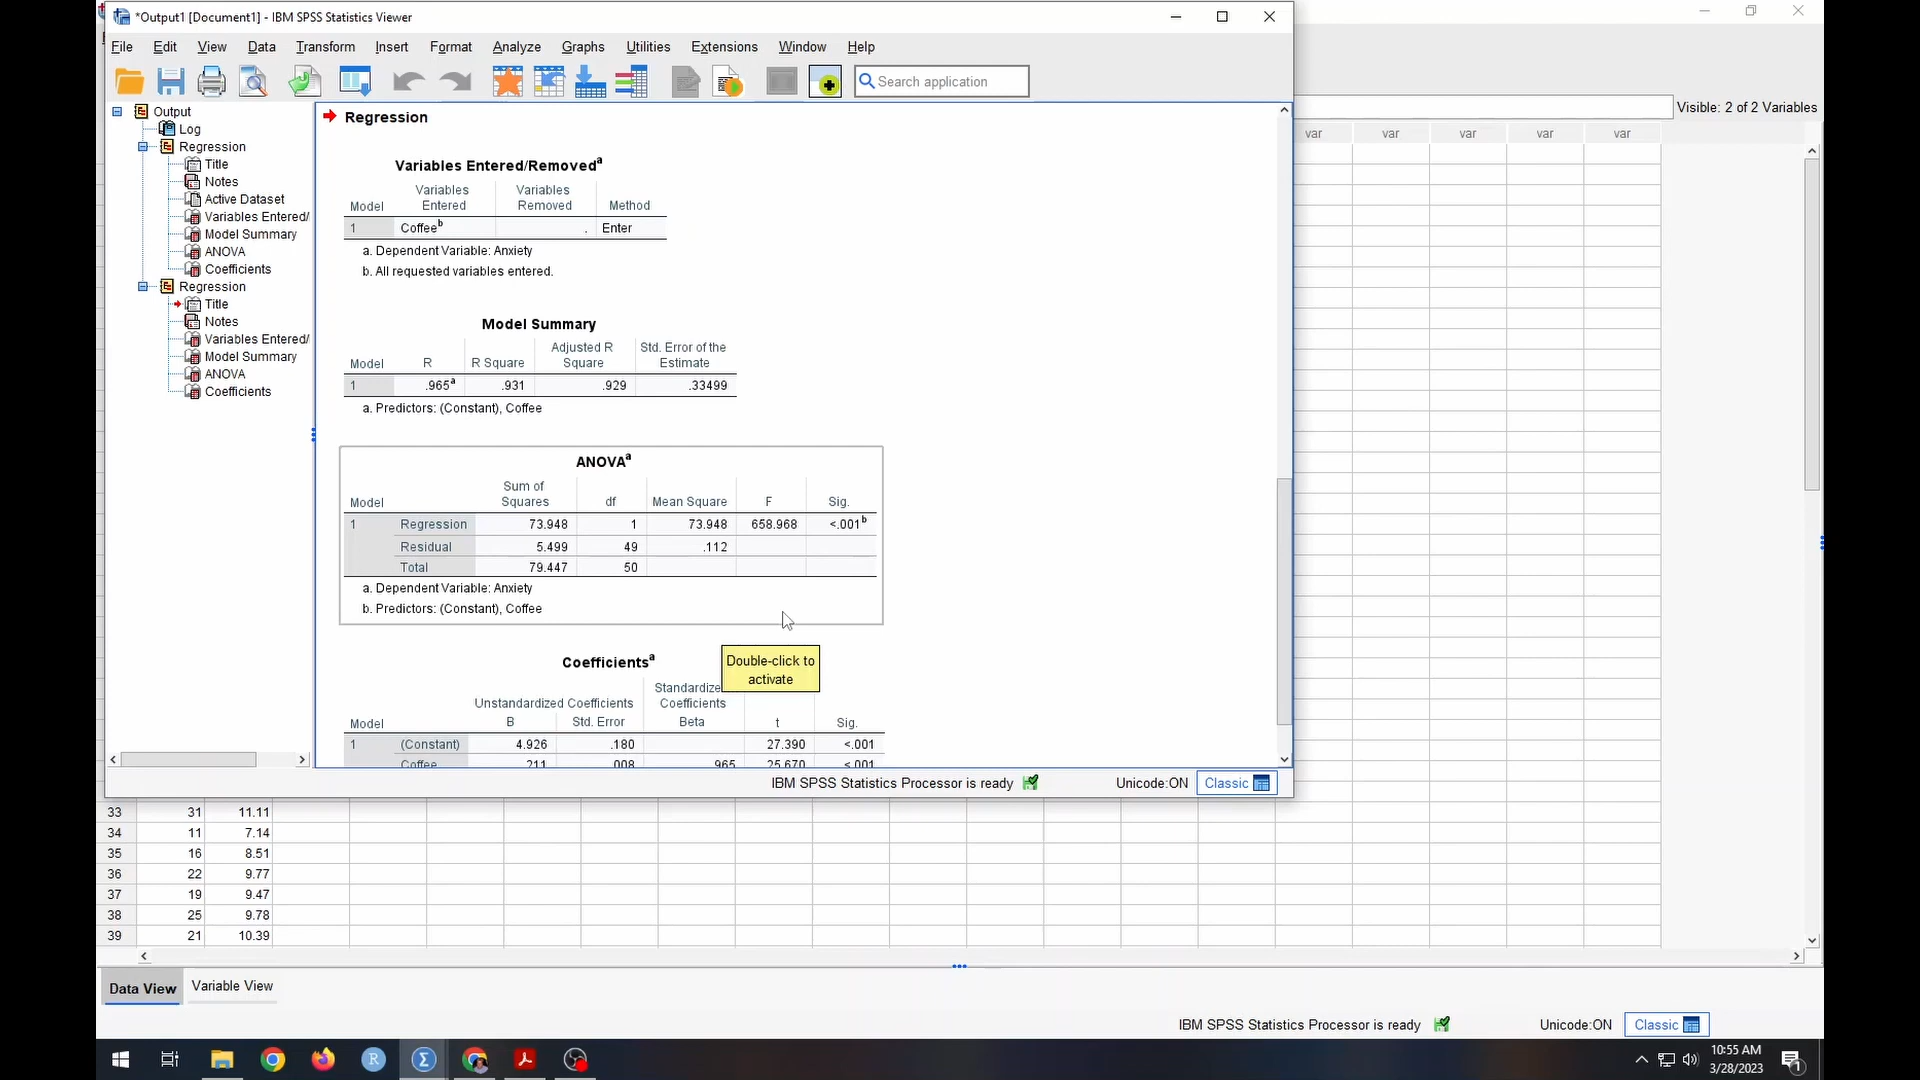 *Output1 [Document1] - IBM SPSS Statistics Viewer
File Edit View Data Transform Insert Format Analyze Graphs Utilities Extensions Window Help
Search application
Visible: 2 of 2 Variables
var var var var var
Output
Log
Regression
Title
Notes
Active Dataset
Variables Entered/
Model Summary
ANOVA
Coefficients
Regression
Title
Notes
Variables Entered/
Model Summary
ANOVA
Coefficients
Regression
Variables Entered/Removedᵃ
Model Variables Entered Variables Removed Method
1 Coffeeᵇ . Enter
a. Dependent Variable: Anxiety
b. All requested variables entered.
Model Summary
Model R R Square Adjusted R Square Std. Error of the Estimate
1 .965ᵃ .931 .929 .33499
a. Predictors: (Constant), Coffee
ANOVAᵃ
Model Sum of Squares df Mean Square F Sig.
1 Regression 73.948 1 73.948 658.968 <.001ᵇ
Residual 5.499 49 .112
Total 79.447 50
a. Dependent Variable: Anxiety
b. Predictors: (Constant), Coffee
Double-click to
activate
Coefficientsᵃ
Unstandardized Coefficients Standardize Coefficients
Model B Std. Error Beta t Sig.
1 (Constant) 4.926 .180 27.390 <.001
Coffee .211 .008 .965 25.670 <.001
IBM SPSS Statistics Processor is ready Unicode:ON Classic
33 31 11.11
34 11 7.14
35 16 8.51
36 22 9.77
37 19 9.47
38 25 9.78
39 21 10.39
Data View Variable View
IBM SPSS Statistics Processor is ready Unicode:ON Classic
10:55 AM
3/28/2023
1